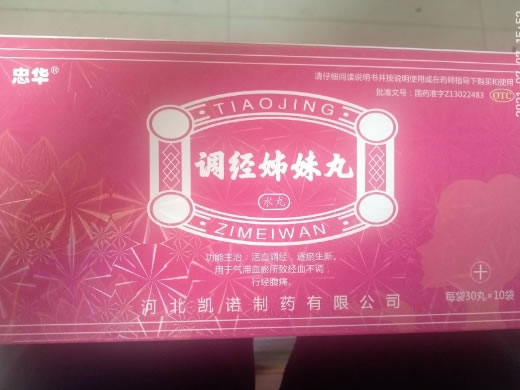 忠华®
请仔细阅读说明书并按说明使用或在药师指导下购买和使用
批准文号：国药准字Z13022483 OTC
TIAOJING
调经姊妹丸
水丸
ZIMEIWAN
功能主治：活血调经，逐瘀生新。
用于气滞血瘀所致经血不调，
行经腹痛。
每袋30丸×10袋
河北凯诺制药有限公司